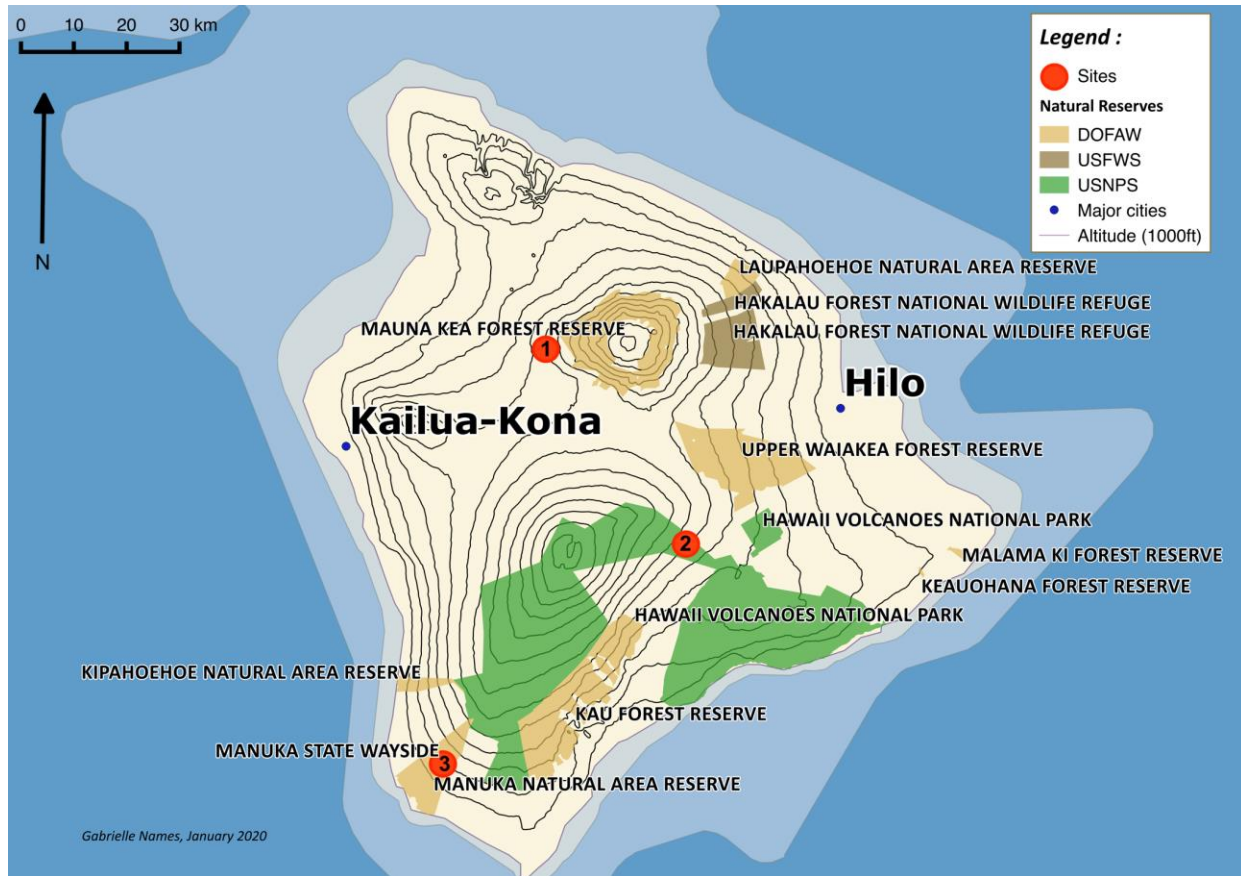 0 10 20 30 km
N
Legend :
Sites
Natural Reserves
DOFAW
USFWS
USNPS
Major cities
Altitude (1000ft)
LAUPAHOEHOE NATURAL AREA RESERVE
HAKALAU FOREST NATIONAL WILDLIFE REFUGE
MAUNA KEA FOREST RESERVE
HAKALAU FOREST NATIONAL WILDLIFE REFUGE
1
Hilo
Kailua-Kona
UPPER WAIAKEA FOREST RESERVE
HAWAII VOLCANOES NATIONAL PARK
2
MALAMA KI FOREST RESERVE
KEAUOHANA FOREST RESERVE
HAWAII VOLCANOES NATIONAL PARK
KIPAHOEHOE NATURAL AREA RESERVE
KAU FOREST RESERVE
MANUKA STATE WAYSIDE
3
MANUKA NATURAL AREA RESERVE
Gabrielle Names, January 2020